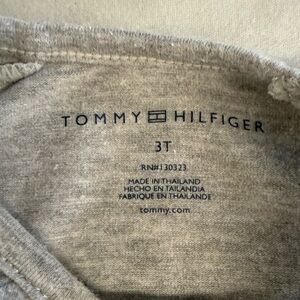 TOMMY HILFIGER
3T
RN#130323
MADE IN THAILAND
HECHO EN TAILANDIA
FABRIQUE EN THAILANDE
tommy.com